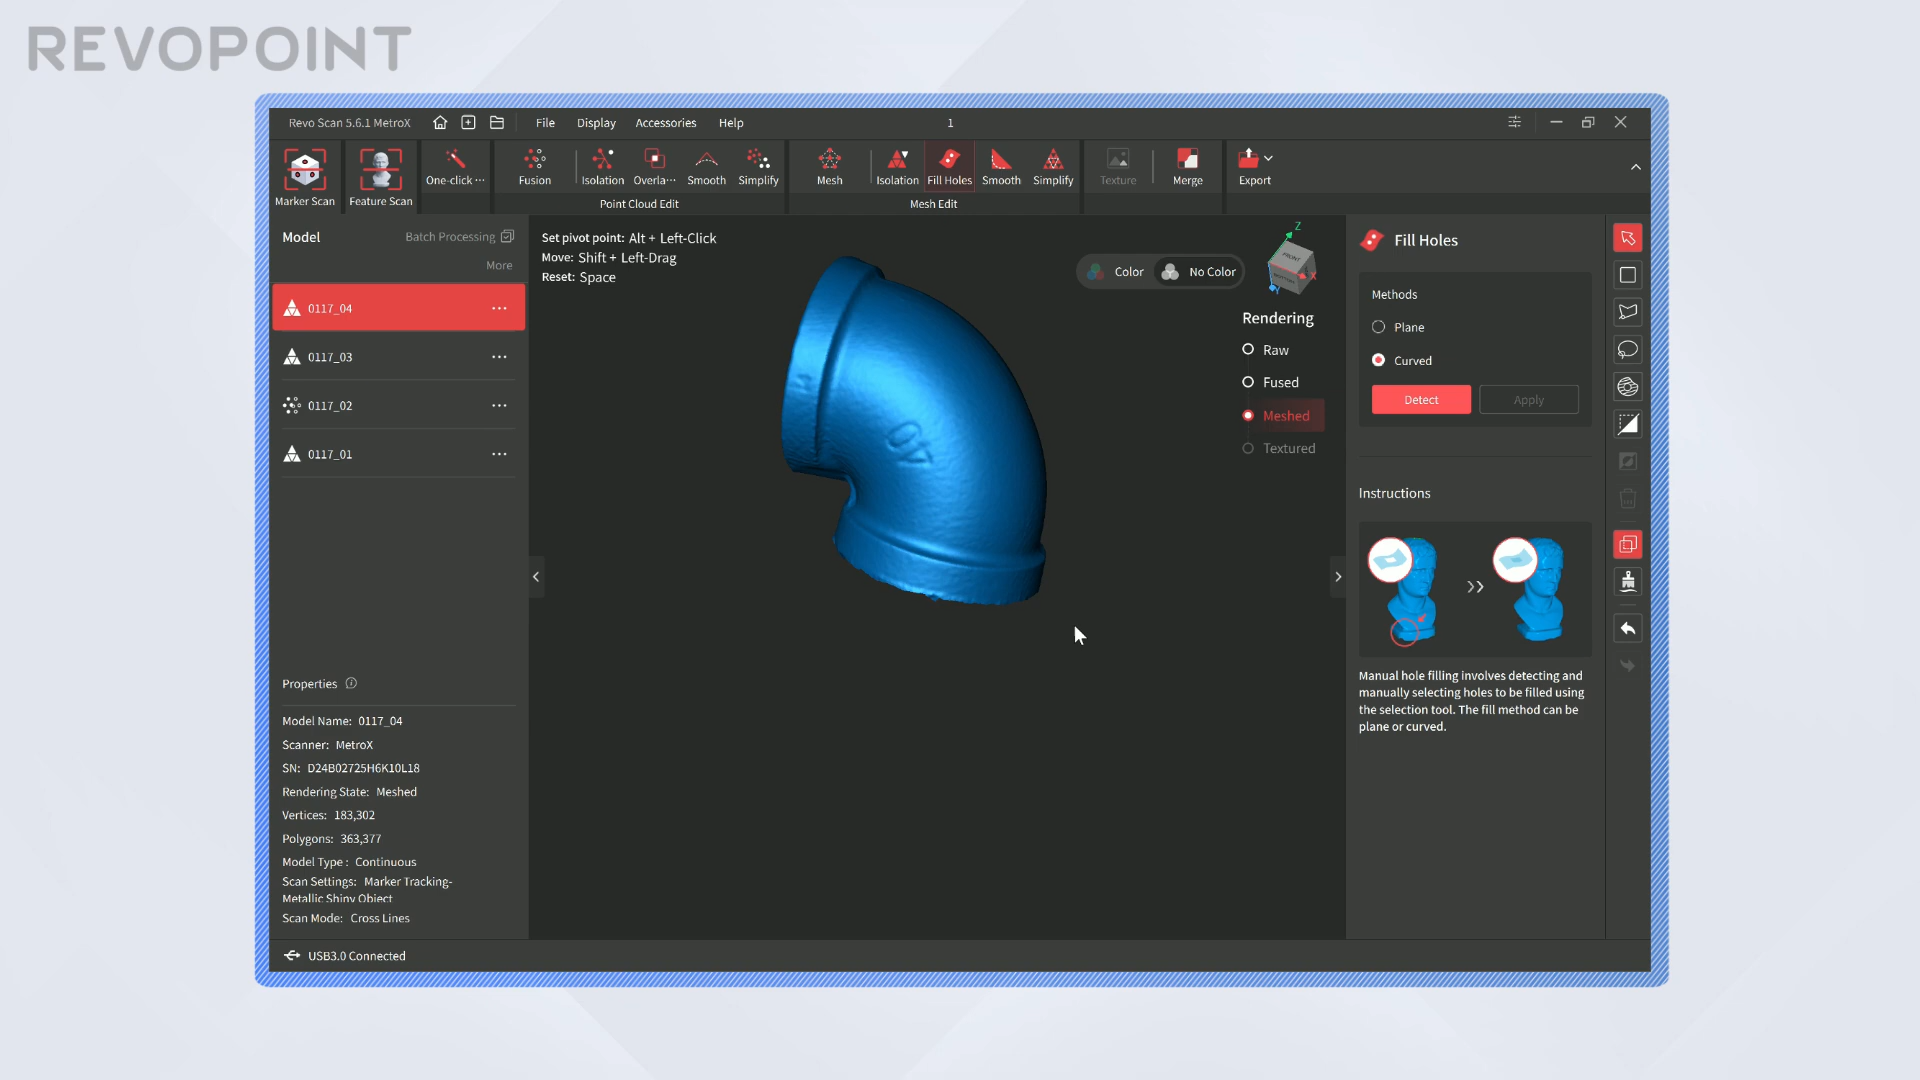 REVOPOINT
Revo Scan 5.6.1 MetroX
File
Display
Accessories
Help
1
Marker Scan
Feature Scan
One-click ···
Fusion
Isolation
Overla···
Smooth
Simplify
Point Cloud Edit
Mesh
Isolation
Fill Holes
Smooth
Simplify
Mesh Edit
Texture
Merge
Export
Model
Batch Processing
More
0117_04
0117_03
0117_02
0117_01
Properties
Model Name: 0117_04
Scanner: MetroX
SN: D24B02725H6K10L18
Rendering State: Meshed
Vertices: 183,302
Polygons: 363,377
Model Type : Continuous
Scan Settings: Marker Tracking-
Metallic Shiny Object
Scan Mode: Cross Lines
USB3.0 Connected
Set pivot point: Alt + Left-Click
Move: Shift + Left-Drag
Reset: Space
Color
No Color
Z
FRONT
X
Y
Rendering
Raw
Fused
Meshed
Textured
Fill Holes
Methods
Plane
Curved
Detect
Apply
Instructions
Manual hole filling involves detecting and
manually selecting holes to be filled using
the selection tool. The fill method can be
plane or curved.